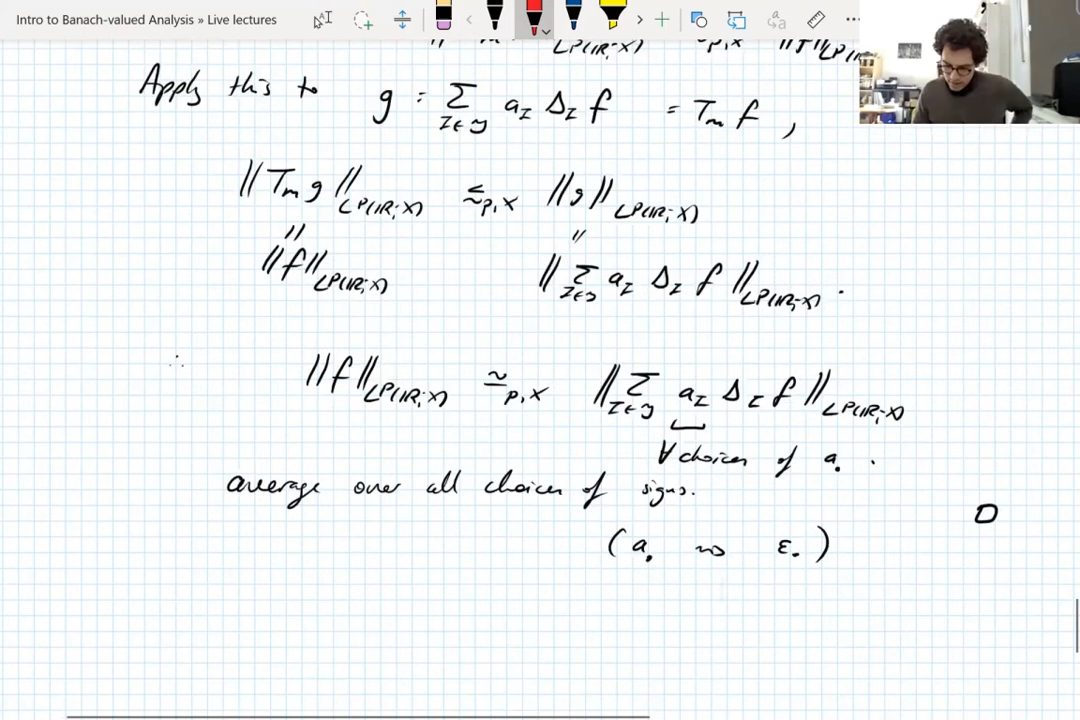 Intro to Banach-valued Analysis » Live lectures
L^p(ℝ;X) p,X ‖f‖L^p(
Apply this to g := Σ_{I∈𝒥} a_I Δ_I f = T_m f ,
‖T_m g‖_{L^p(ℝ;X)} ≲_{p,X} ‖g‖_{L^p(ℝ;X)}
‖ ‖
‖f‖_{L^p(ℝ;X)} ‖Σ_{I∈𝒥} a_I Δ_I f‖_{L^p(ℝ;X)} .
∴ ‖f‖_{L^p(ℝ;X)} ≃_{p,X} ‖Σ_{I∈𝒥} a_I Δ_I f‖_{L^p(ℝ;X)}
∀ choices of a. .
average over all choices of signs.
□
(a. ⇝ ε.)